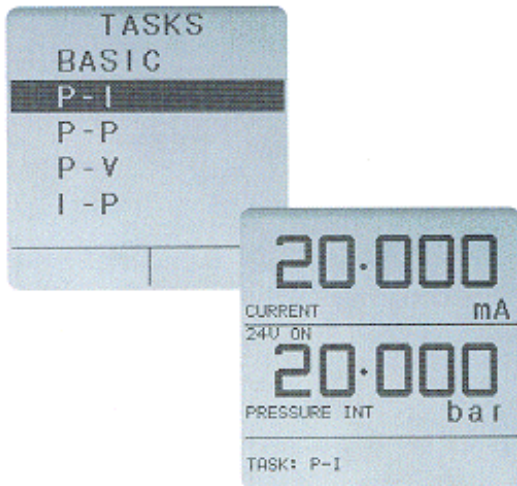 TASKS
BASIC
P-I
P-P
P-V
I-P
20.000
CURRENT mA
24V ON
20.000
PRESSURE INT bar
TASK: P-I